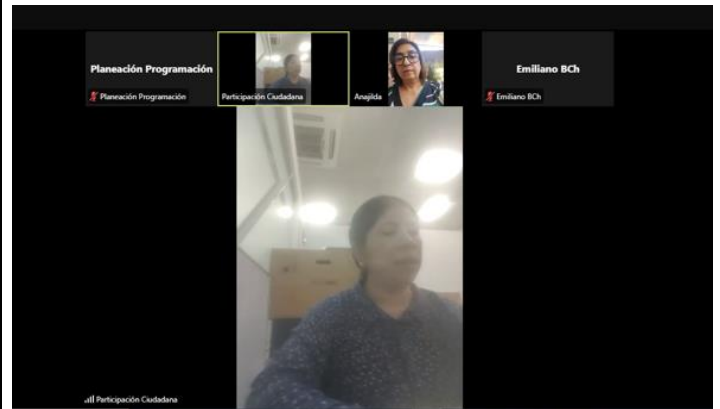 Planeación Programación
Planeación Programación
Participación Ciudadana
Anajilda
Emiliano BCh
Emiliano BCh
Participación Ciudadana